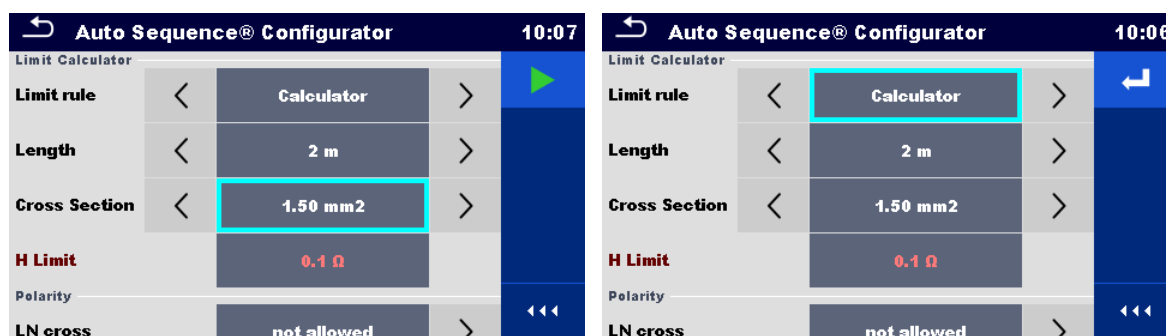 Auto Sequence® Configurator 10:07
Limit Calculator
Limit rule Calculator
Length 2 m
Cross Section 1.50 mm2
H Limit 0.1 Ω
Polarity
LN cross not allowed
Auto Sequence® Configurator 10:06
Limit Calculator
Limit rule Calculator
Length 2 m
Cross Section 1.50 mm2
H Limit 0.1 Ω
Polarity
LN cross not allowed